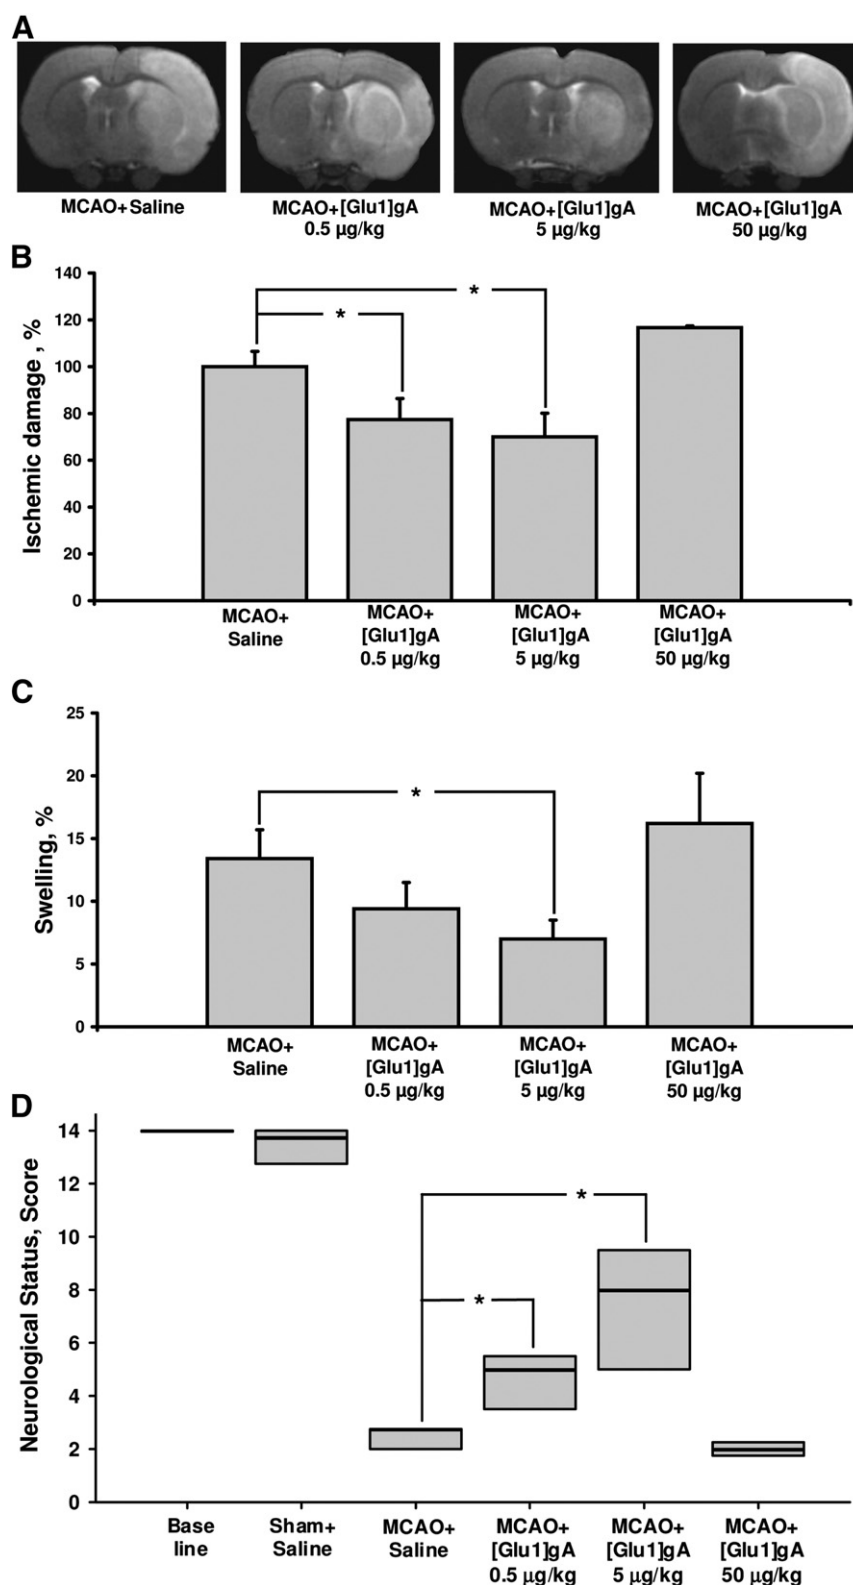 A
MCAO+Saline
MCAO+[Glu1]gA
0.5 µg/kg
MCAO+[Glu1]gA
5 µg/kg
MCAO+[Glu1]gA
50 µg/kg
B
Ischemic damage , %
140
120
100
80
60
40
20
0
*
*
MCAO+
Saline
MCAO+
[Glu1]gA
0.5 µg/kg
MCAO+
[Glu1]gA
5 µg/kg
MCAO+
[Glu1]gA
50 µg/kg
C
Swelling, %
25
20
15
10
5
0
*
MCAO+
Saline
MCAO+
[Glu1]gA
0.5 µg/kg
MCAO+
[Glu1]gA
5 µg/kg
MCAO+
[Glu1]gA
50 µg/kg
D
Neurological Status, Score
14
12
10
8
6
4
2
0
*
*
Base
line
Sham+
Saline
MCAO+
Saline
MCAO+
[Glu1]gA
0.5 µg/kg
MCAO+
[Glu1]gA
5 µg/kg
MCAO+
[Glu1]gA
50 µg/kg